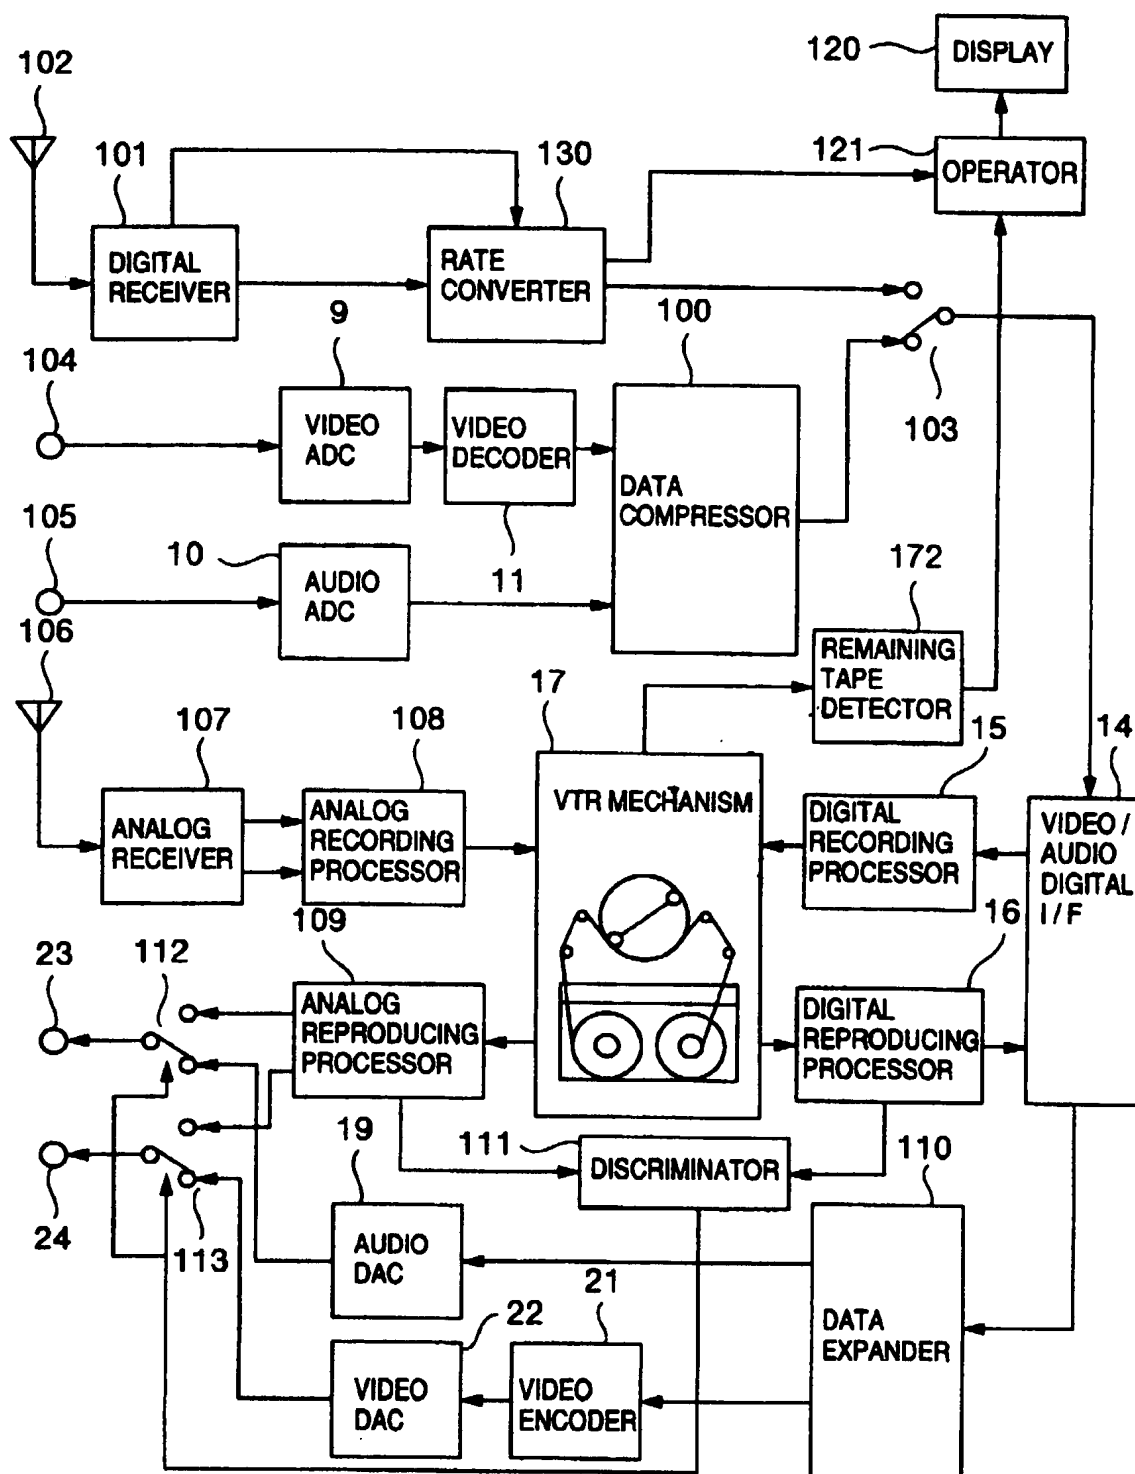 102
120
DISPLAY
101
130
121
OPERATOR
DIGITAL
RECEIVER
RATE
CONVERTER
9
100
104
VIDEO
ADC
VIDEO
DECODER
103
DATA
COMPRESSOR
105
10
11
172
AUDIO
ADC
106
REMAINING
TAPE
DETECTOR
17
107
108
15
14
VTR MECHANISM
ANALOG
RECEIVER
ANALOG
RECORDING
PROCESSOR
DIGITAL
RECORDING
PROCESSOR
VIDEO /
AUDIO
DIGITAL
I / F
109
16
23
112
ANALOG
REPRODUCING
PROCESSOR
DIGITAL
REPRODUCING
PROCESSOR
19
111
DISCRIMINATOR
110
24
113
AUDIO
DAC
21
22
DATA
EXPANDER
VIDEO
DAC
VIDEO
ENCODER